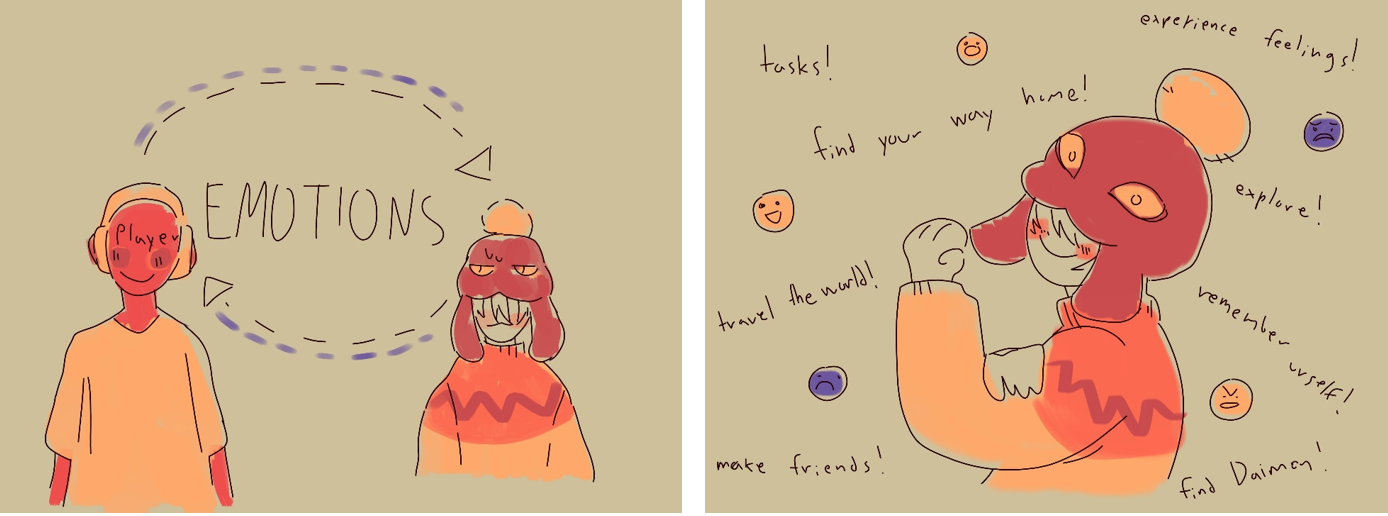 Player
EMOTIONS
experience feelings!
tasks!
find your way home!
explore!
travel the world!
remember urself!
make friends!
find Daimon!